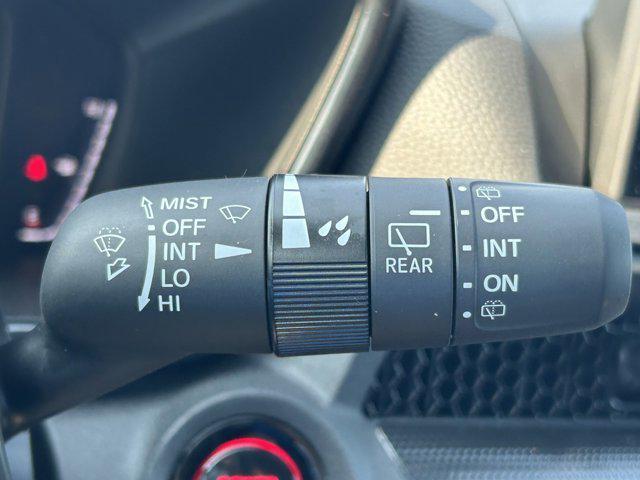 MIST
OFF
INT
LO
HI
REAR
OFF
INT
ON